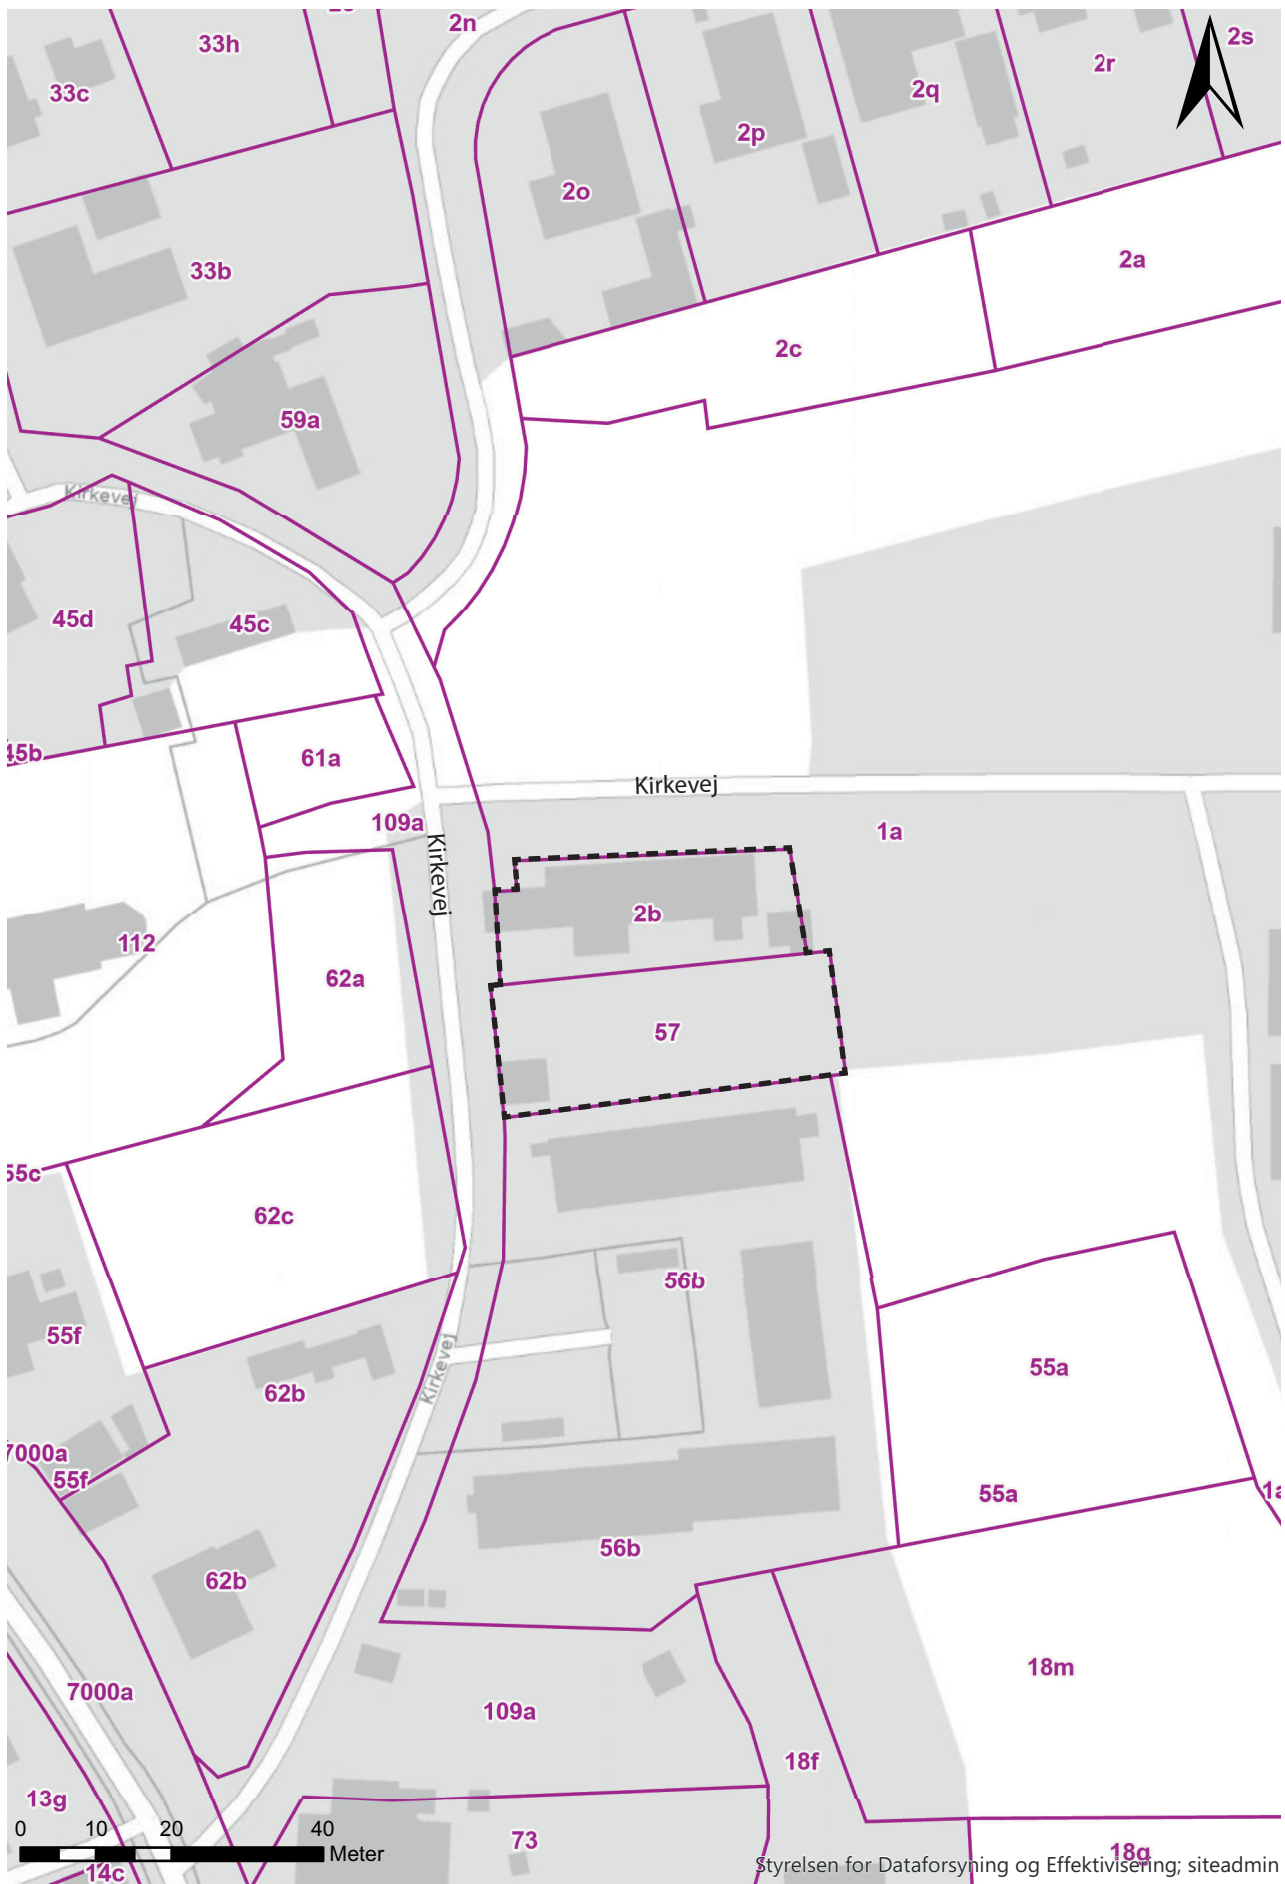 2n
2s
33h
2r
33c
2q
2p
2o
2a
33b
2c
59a
Kirkevej
45d
45c
45b
61a
Kirkevej
109a
1a
Kirkevej
2b
112
62a
57
55c
62c
56b
55f
55a
Kirkevej
62b
7000a
55f
55a
1a
56b
62b
18m
7000a
109a
18f
13g
0 10 20 40
Meter
73
18g
14c
Styrelsen for Dataforsyning og Effektivisering; siteadmin